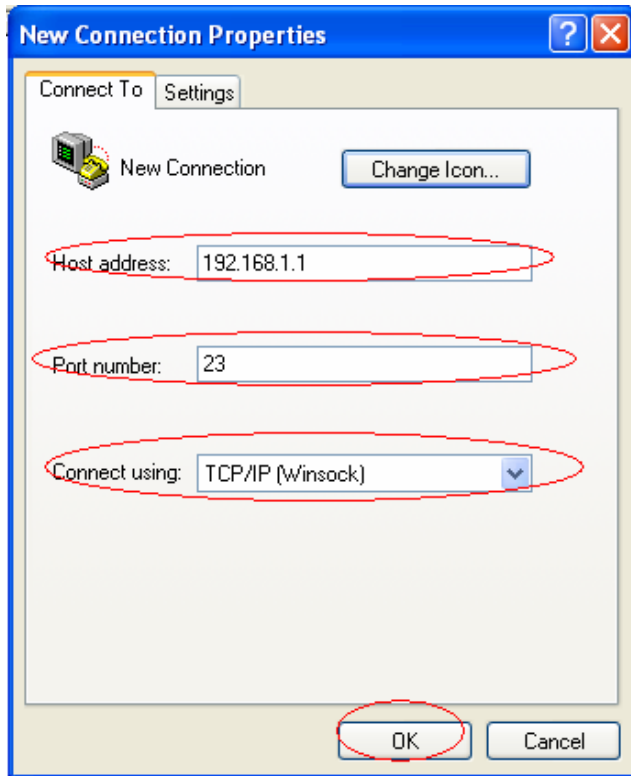 New Connection Properties
Connect To Settings
New Connection Change Icon...
Host address: 192.168.1.1
Port number: 23
Connect using: TCP/IP (Winsock)
OK Cancel